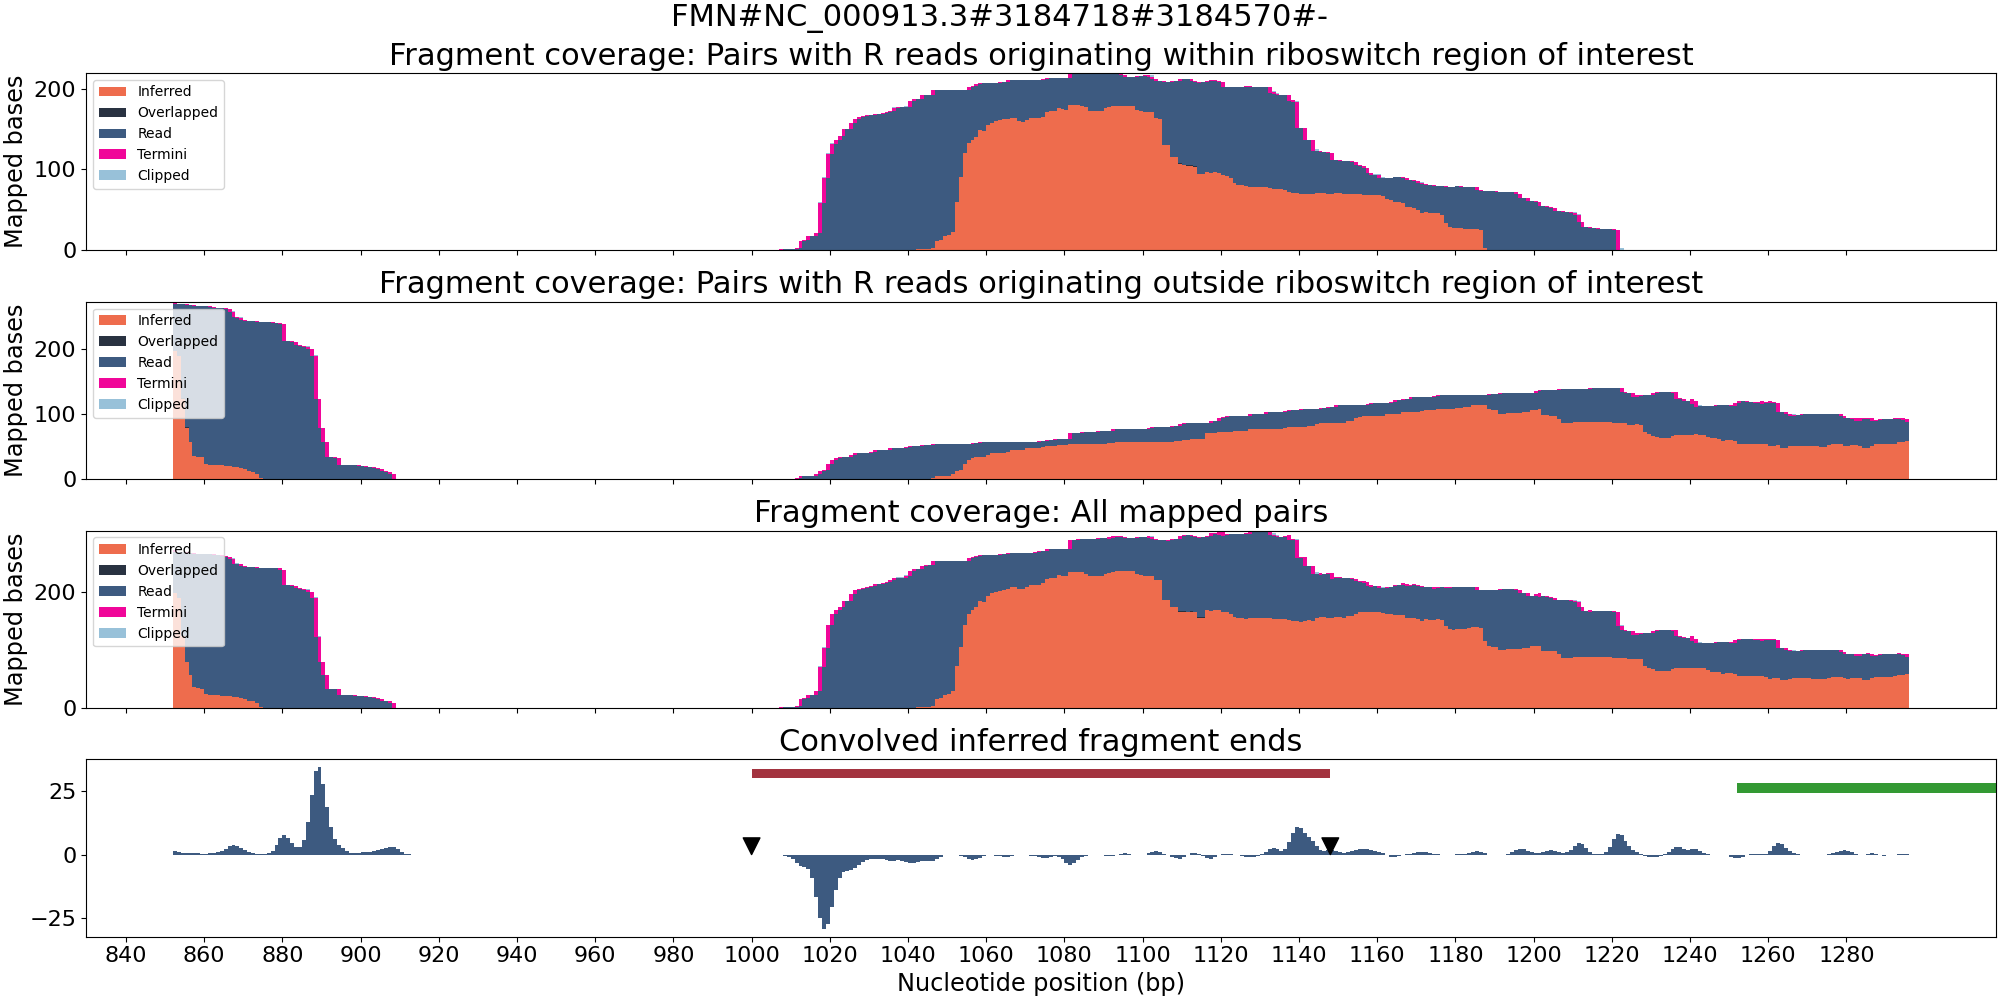 FMN#NC_000913.3#3184718#3184570#-
Fragment coverage: Pairs with R reads originating within riboswitch region of interest
Mapped bases
200
100
0
Inferred
Overlapped
Read
Termini
Clipped
Fragment coverage: Pairs with R reads originating outside riboswitch region of interest
Mapped bases
200
100
0
Inferred
Overlapped
Read
Termini
Clipped
Fragment coverage: All mapped pairs
Mapped bases
200
0
Inferred
Overlapped
Read
Termini
Clipped
Convolved inferred fragment ends
25
0
−25
840 860 880 900 920 940 960 980 1000 1020 1040 1060 1080 1100 1120 1140 1160 1180 1200 1220 1240 1260 1280
Nucleotide position (bp)